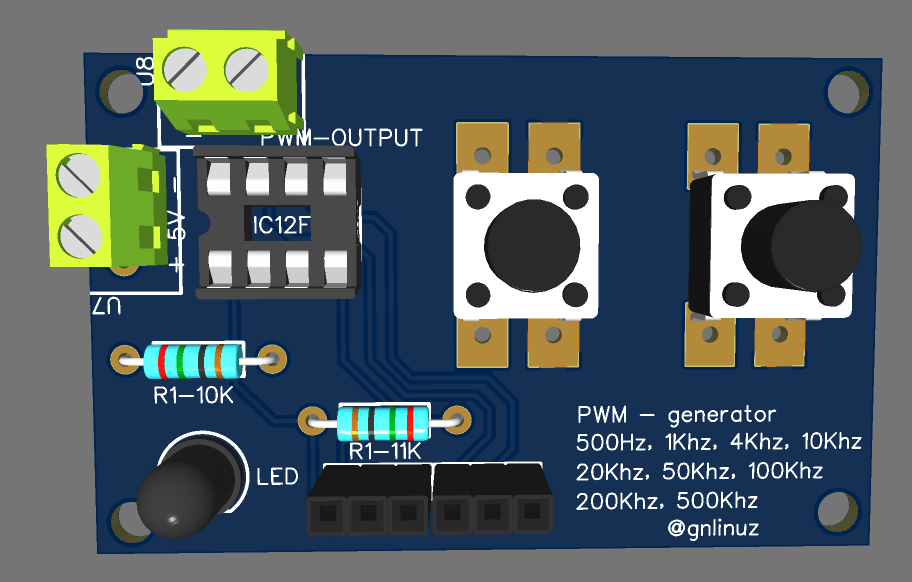 U8
PWM-OUTPUT
- 5V +
IC12F
U7
R1-10K
R1-11K
LED
PWM - generator
500Hz, 1Khz, 4Khz, 10Khz
20Khz, 50Khz, 100Khz
200Khz, 500Khz
@gnlinuz